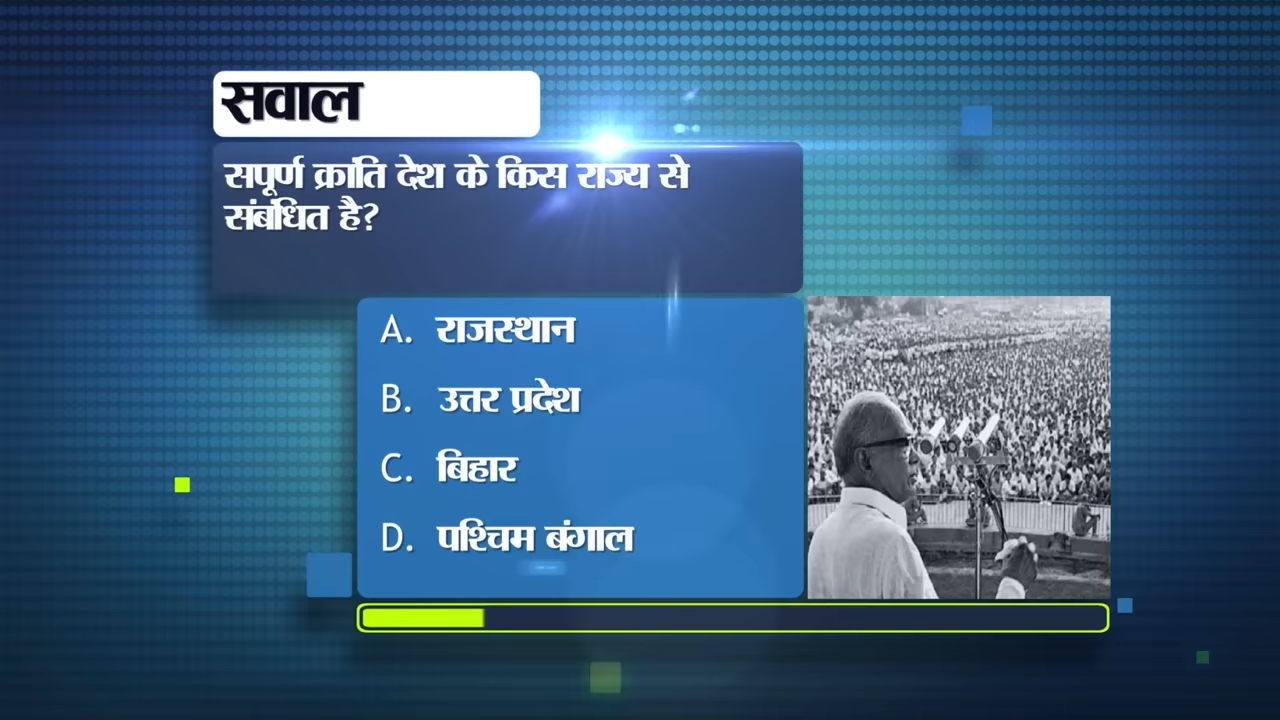 सवाल
सपूर्ण क्रांति देश के किस राज्य से
संबंधित है?
A. राजस्थान
B. उत्तर प्रदेश
C. बिहार
D. पश्चिम बंगाल